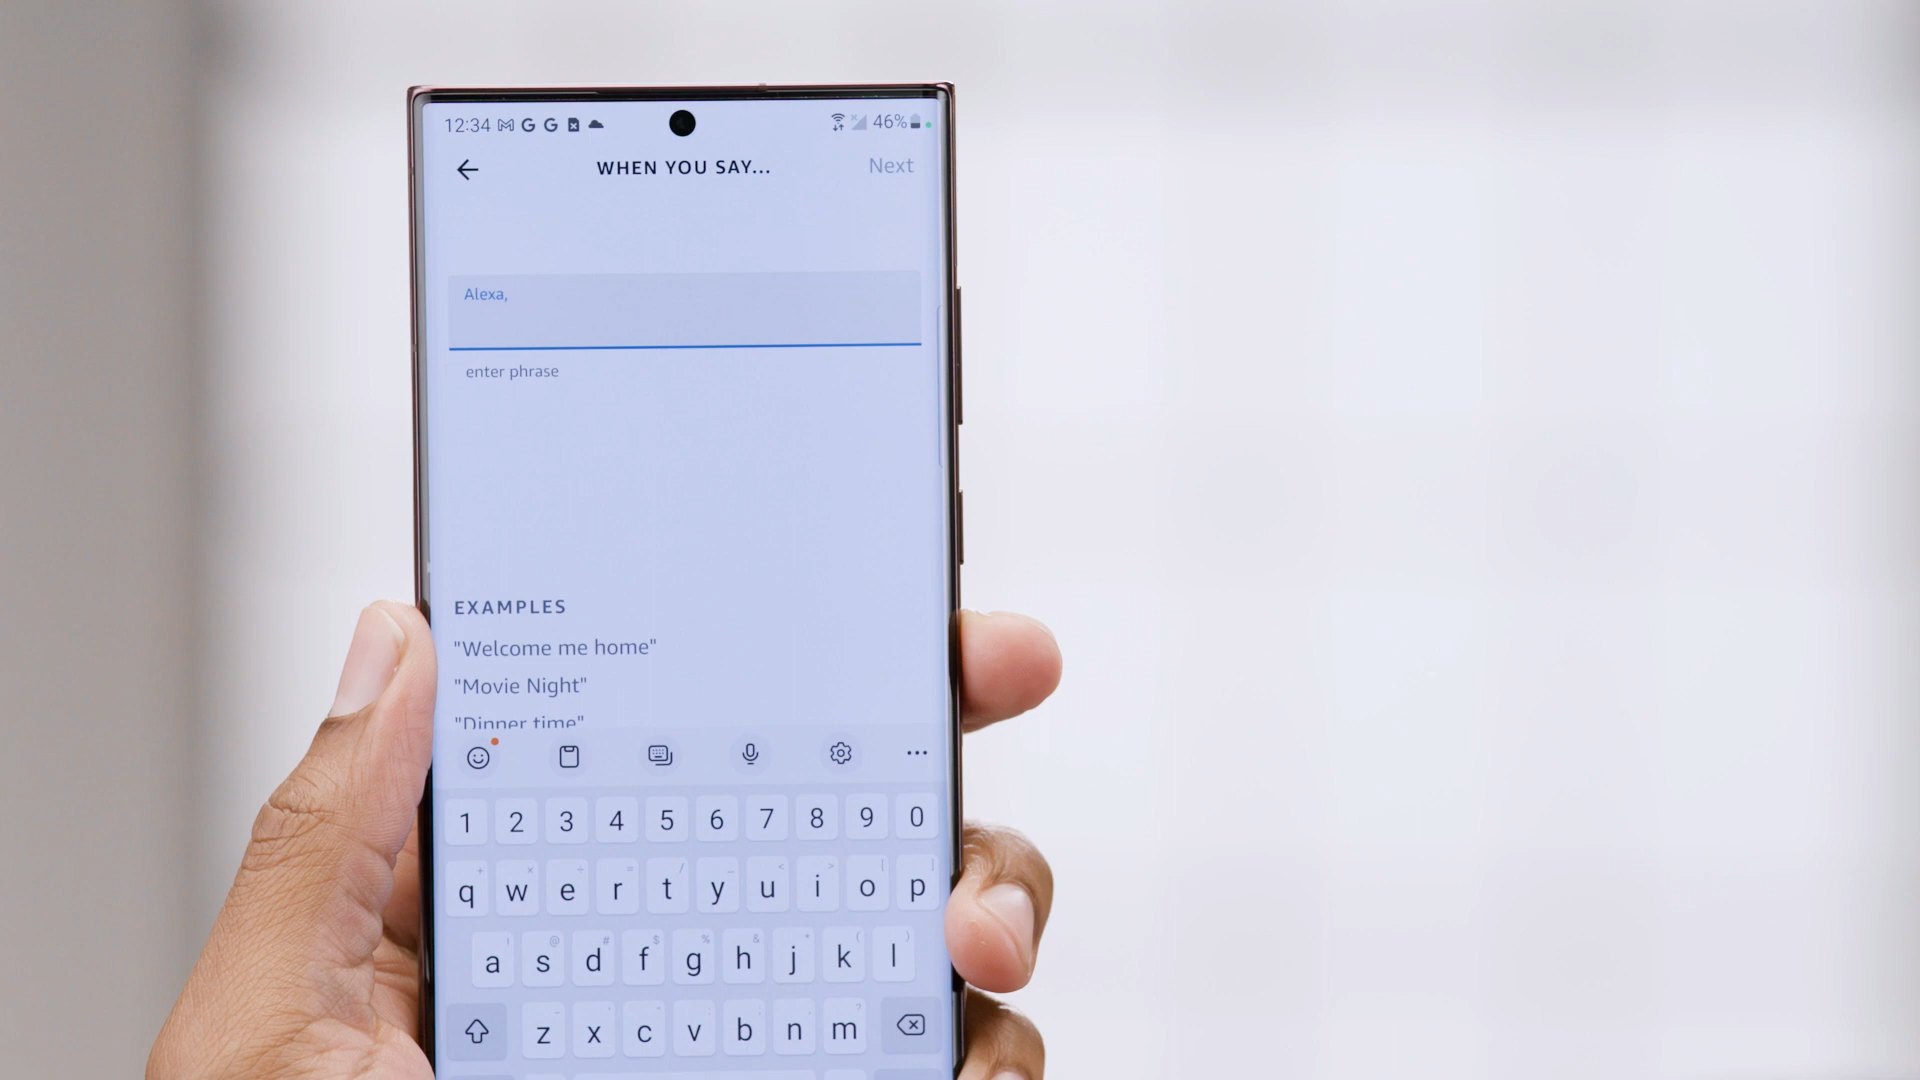 12:34 46%
WHEN YOU SAY... Next
Alexa,
enter phrase
EXAMPLES
"Welcome me home"
"Movie Night"
"Dinner time"
1 2 3 4 5 6 7 8 9 0
q w e r t y u i o p
a s d f g h j k l
z x c v b n m